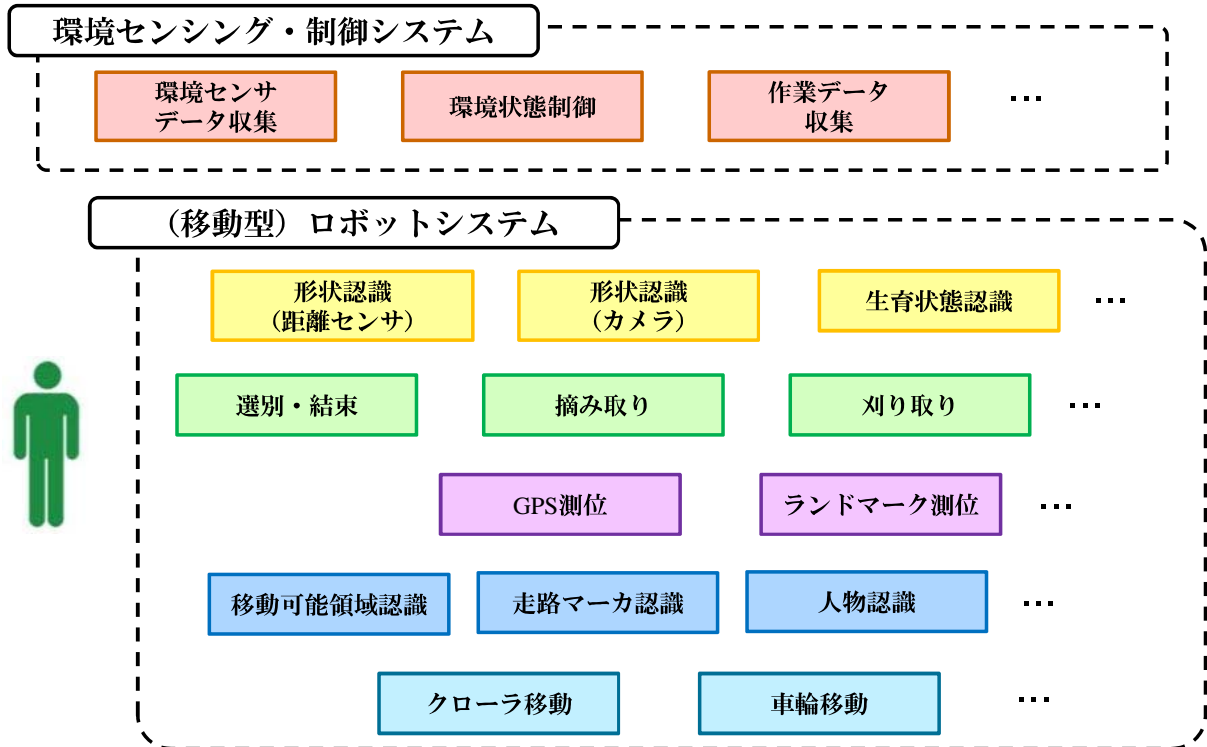 環境センシング・制御システム
環境センサ
データ収集
環境状態制御
作業データ
収集
…
（移動型）ロボットシステム
形状認識
（距離センサ）
形状認識
（カメラ）
生育状態認識
…
選別・結束
摘み取り
刈り取り
…
GPS測位
ランドマーク測位
…
移動可能領域認識
走路マーカ認識
人物認識
…
クローラ移動
車輪移動
…